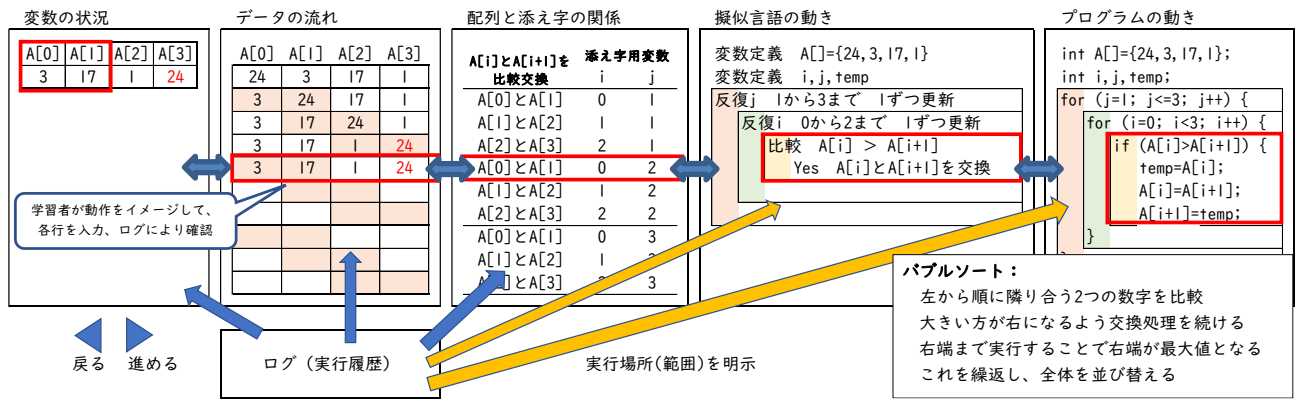 変数の状況
A[0] A[1] A[2] A[3]
3 17 1 24
データの流れ
A[0] A[1] A[2] A[3]
24 3 17 1
3 24 17 1
3 17 24 1
3 17 1 24
3 17 1 24
学習者が動作をイメージして、
各行を入力、ログにより確認
配列と添え字の関係
A[i]とA[i+1]を
比較交換
添え字用変数
i j
A[0]とA[1] 0 1
A[1]とA[2] 1 1
A[2]とA[3] 2 1
A[0]とA[1] 0 2
A[1]とA[2] 1 2
A[2]とA[3] 2 2
A[0]とA[1] 0 3
A[1]とA[2] 1
とA[3] 3
擬似言語の動き
変数定義 A[]={24,3,17,1}
変数定義 i,j,temp
反復j 1から3まで 1ずつ更新
反復i 0から2まで 1ずつ更新
比較 A[i] > A[i+1]
Yes A[i]とA[i+1]を交換
プログラムの動き
int A[]={24,3,17,1};
int i,j,temp;
for (j=1; j<=3; j++) {
for (i=0; i<3; i++) {
if (A[i]>A[i+1]) {
temp=A[i];
A[i]=A[i+1];
A[i+1]=temp;
}
バブルソート：
左から順に隣り合う2つの数字を比較
大きい方が右になるよう交換処理を続ける
右端まで実行することで右端が最大値となる
これを繰返し、全体を並び替える
戻る 進める
ログ（実行履歴）
実行場所(範囲)を明示